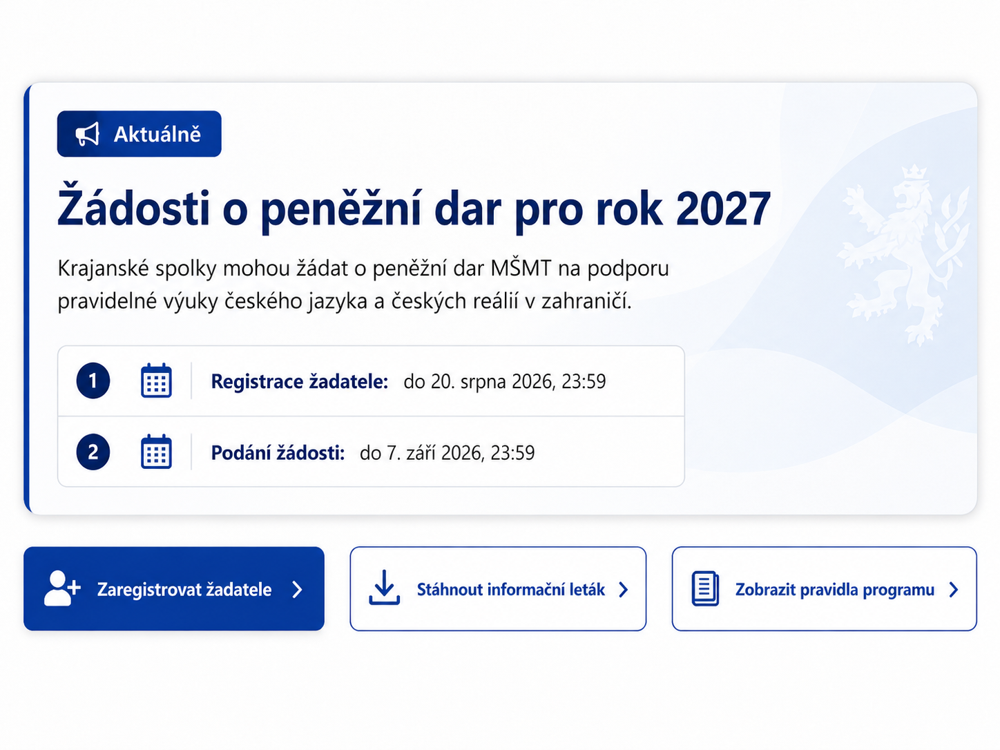 Aktuálně
Žádosti o peněžní dar pro rok 2027
Krajanské spolky mohou žádat o peněžní dar MŠMT na podporu
pravidelné výuky českého jazyka a českých reálií v zahraničí.
1 Registrace žadatele: do 20. srpna 2026, 23:59
2 Podání žádosti: do 7. září 2026, 23:59
Zaregistrovat žadatele
Stáhnout informační leták
Zobrazit pravidla programu